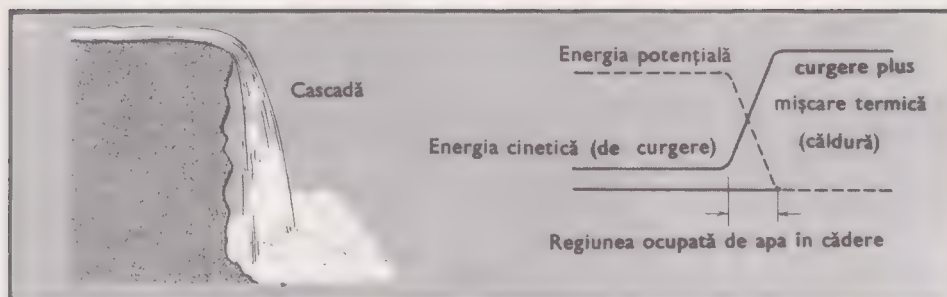 Cascadă
Energia potențială
curgere plus
mișcare termică
(căldură)
Energia cinetică (de curgere)
Regiunea ocupată de apa în cădere